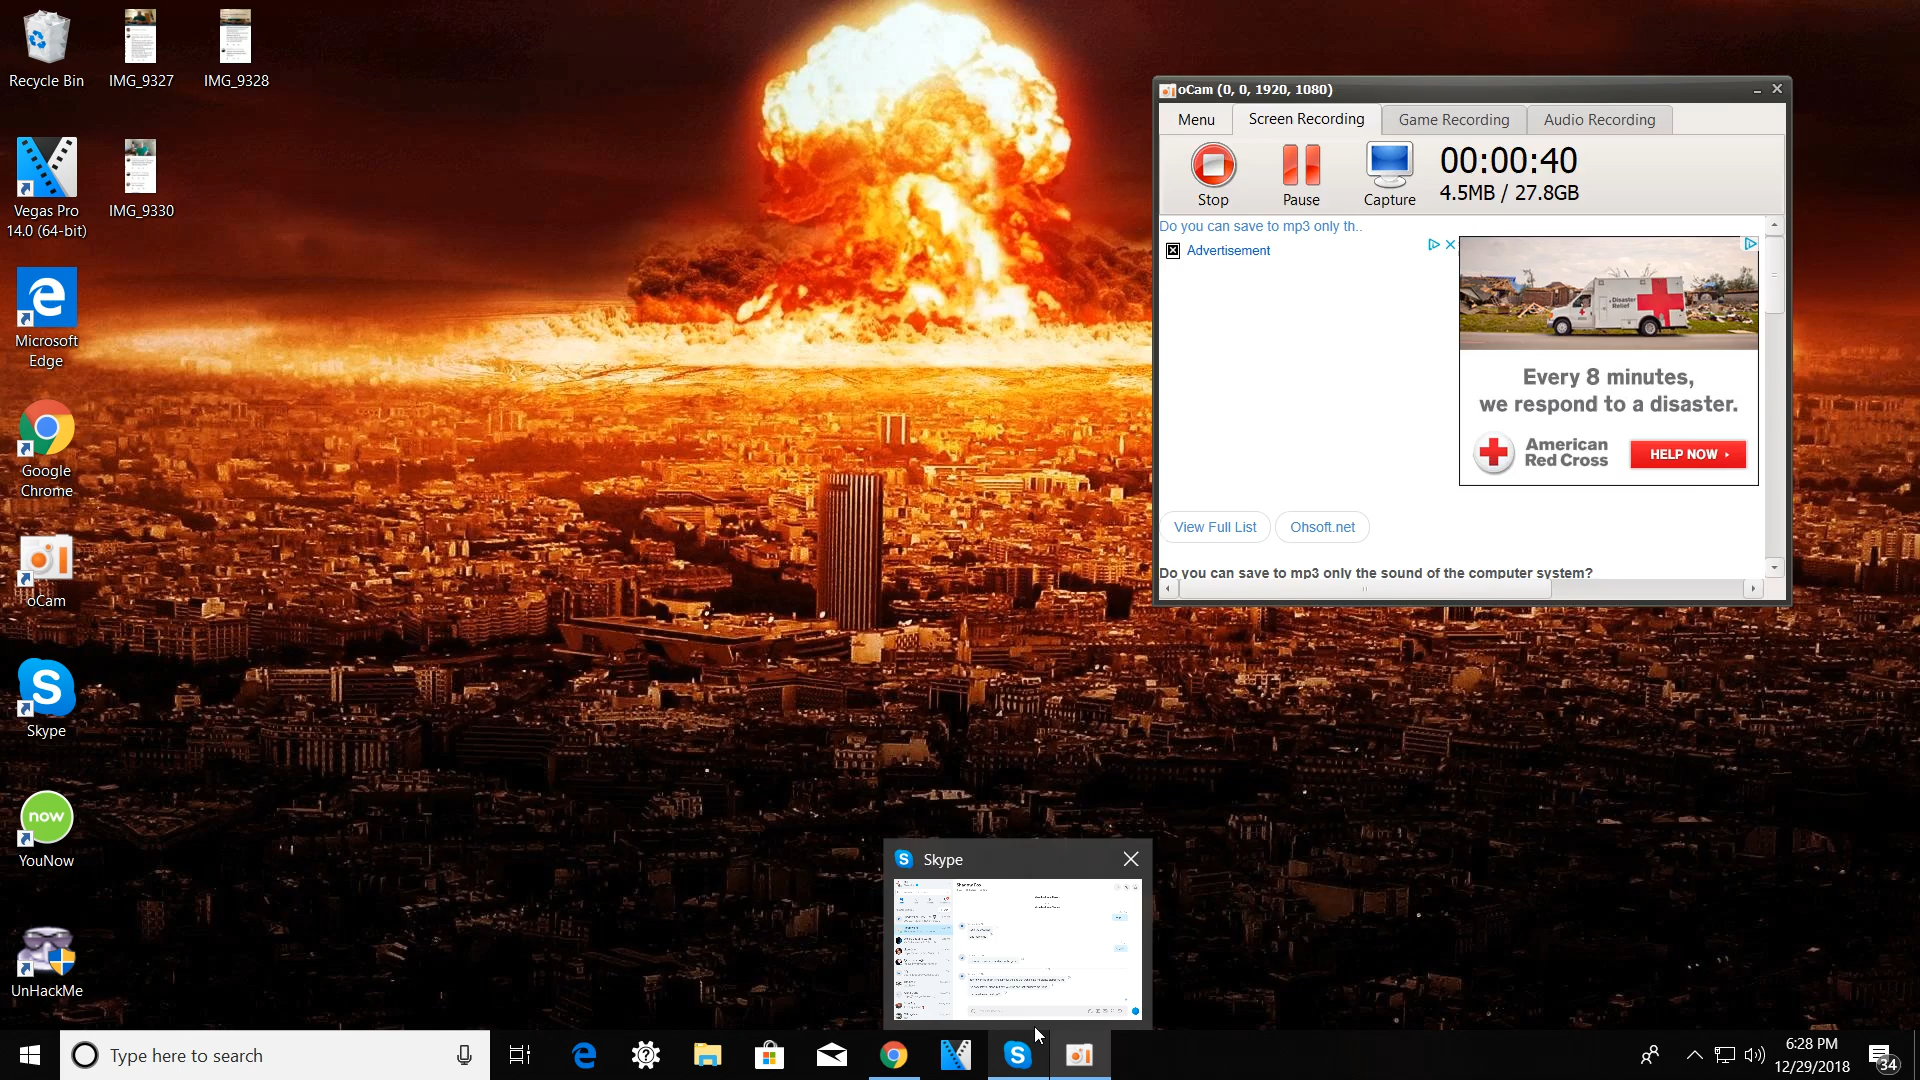 Recycle Bin
IMG_9327
IMG_9328
Vegas Pro
14.0 (64-bit)
IMG_9330
Microsoft
Edge
Google
Chrome
oCam
Skype
now
YouNow
UnHackMe
oCam (0, 0, 1920, 1080)
Menu
Screen Recording
Game Recording
Audio Recording
Stop
Pause
Capture
00:00:40
4.5MB / 27.8GB
Do you can save to mp3 only th..
Advertisement
Disaster
Relief
Every 8 minutes,
we respond to a disaster.
American
Red Cross
HELP NOW
View Full List
Ohsoft.net
Do you can save to mp3 only the sound of the computer system?
Skype
Type here to search
6:28 PM
12/29/2018
34